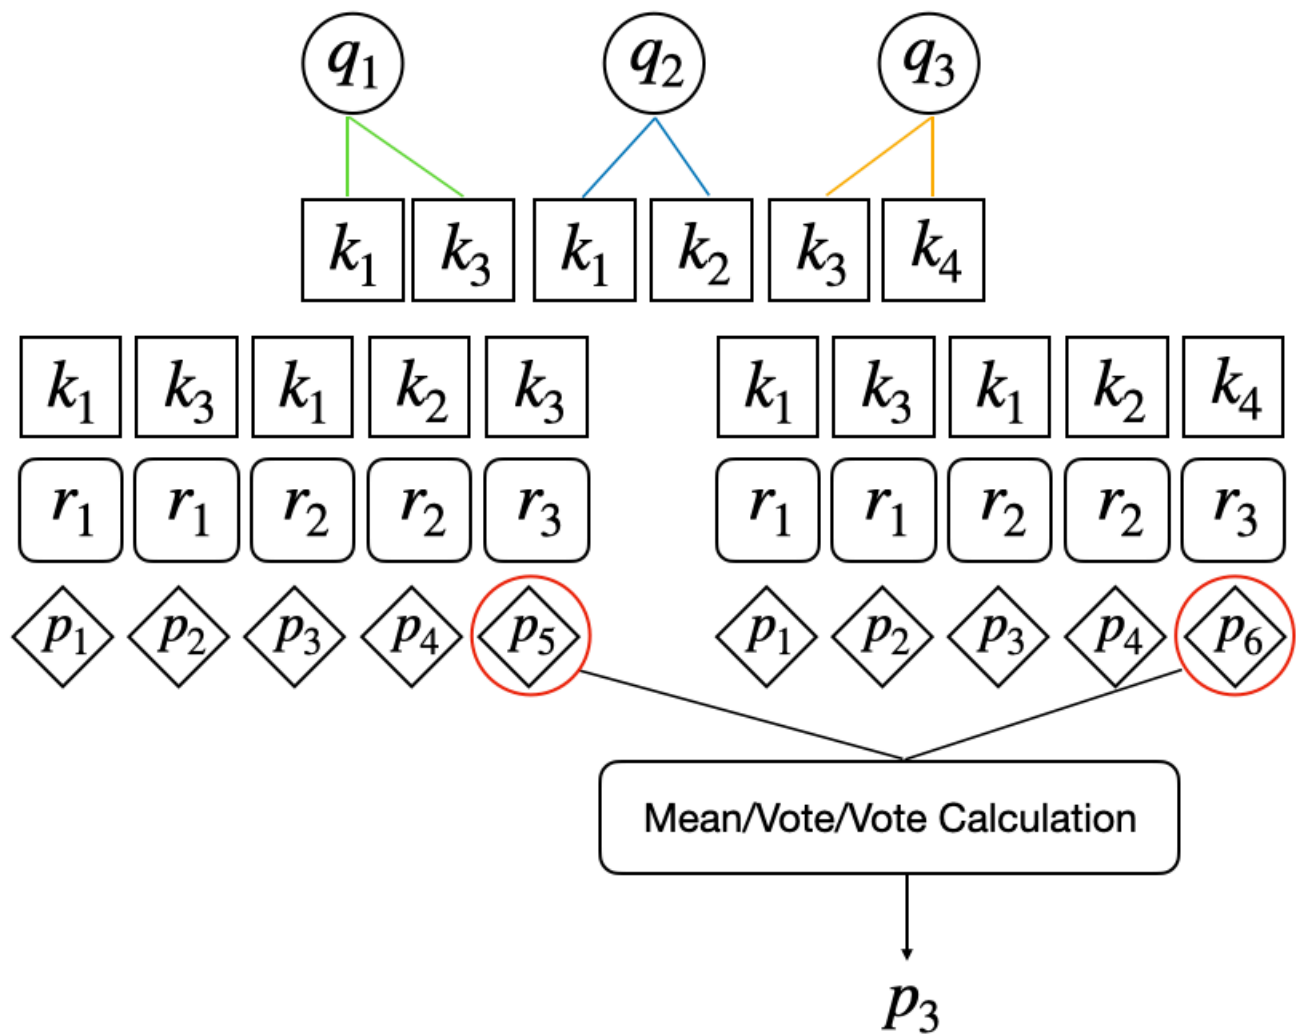 q1 q2 q3
k1 k3 k1 k2 k3 k4
k1 k3 k1 k2 k3 k1 k3 k1 k2 k4
r1 r1 r2 r2 r3 r1 r1 r2 r2 r3
p1 p2 p3 p4 p5 p1 p2 p3 p4 p6
Mean/Vote/Vote Calculation
p3